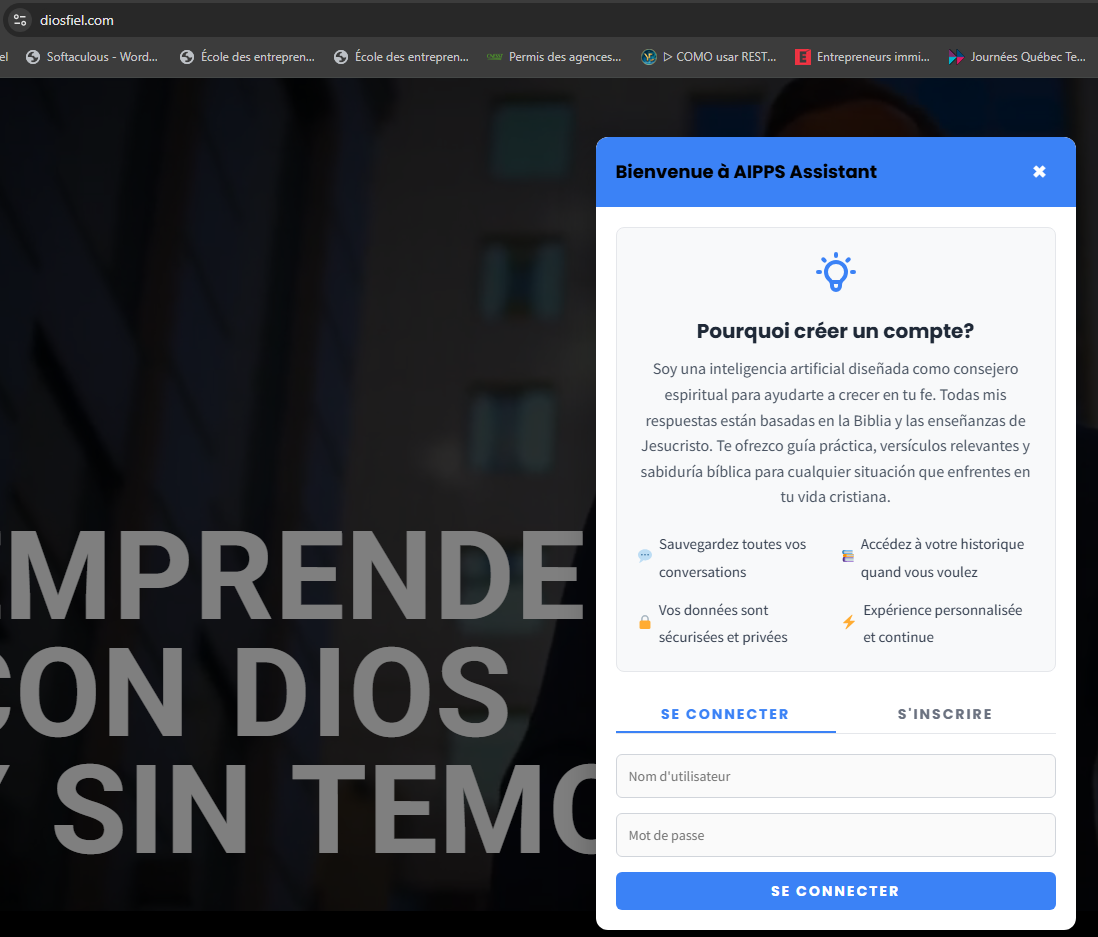 diosfiel.com
el
Softaculous - Word...
École des entrepren...
École des entrepren...
Permis des agences...
▷ COMO usar REST...
Entrepreneurs immi...
Journées Québec Te...
EMPRENDE
CON DIOS
Y SIN TEMO
Bienvenue à AIPPS Assistant
Pourquoi créer un compte?
Soy una inteligencia artificial diseñada como consejero
espiritual para ayudarte a crecer en tu fe. Todas mis
respuestas están basadas en la Biblia y las enseñanzas de
Jesucristo. Te ofrezco guía práctica, versículos relevantes y
sabiduría bíblica para cualquier situación que enfrentes en
tu vida cristiana.
Sauvegardez toutes vos
conversations
Accédez à votre historique
quand vous voulez
Vos données sont
sécurisées et privées
Expérience personnalisée
et continue
SE CONNECTER
S'INSCRIRE
Nom d'utilisateur
Mot de passe
SE CONNECTER